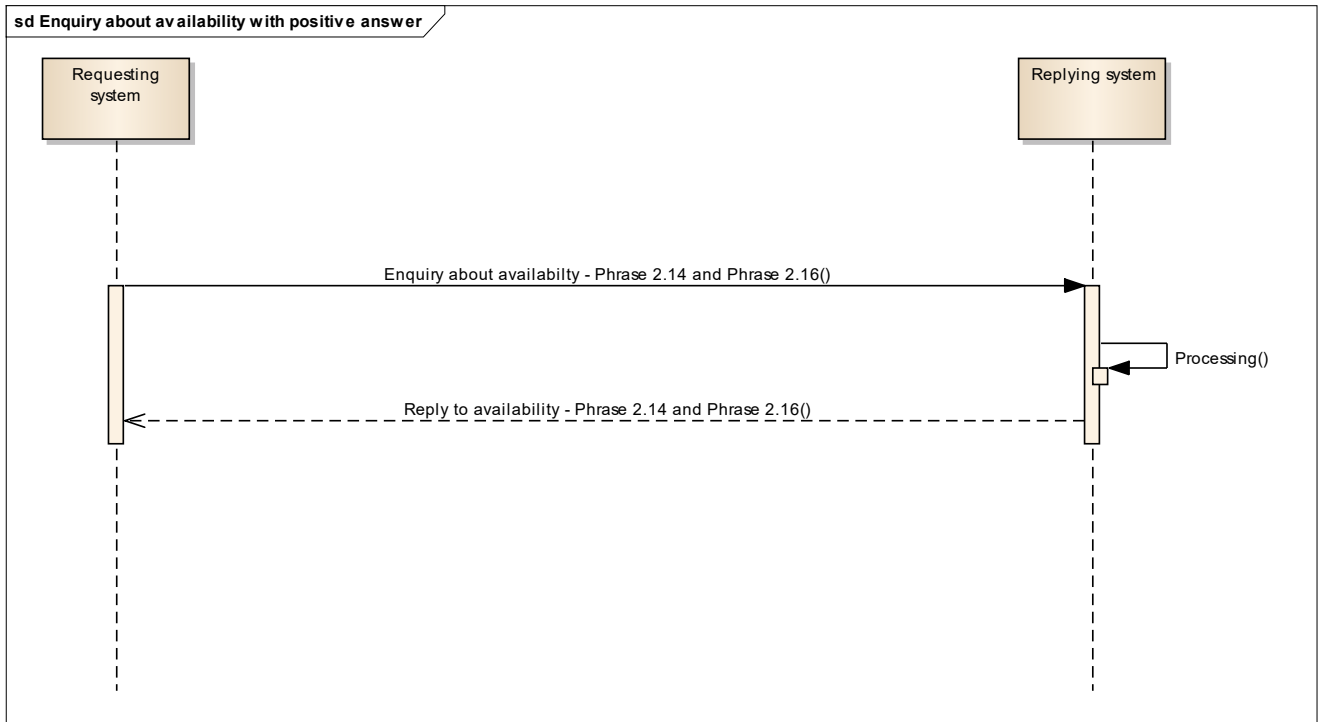 sd Enquiry about availability with positive answer
Requesting
system
Replying system
Enquiry about availabilty - Phrase 2.14 and Phrase 2.16()
Processing()
Reply to availability - Phrase 2.14 and Phrase 2.16()